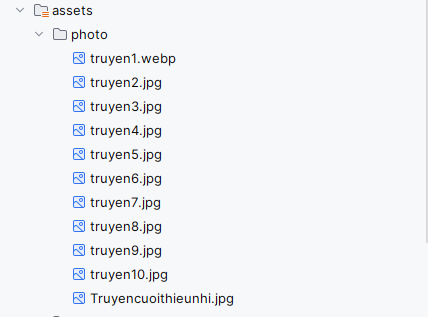 assets
photo
truyen1.webp
truyen2.jpg
truyen3.jpg
truyen4.jpg
truyen5.jpg
truyen6.jpg
truyen7.jpg
truyen8.jpg
truyen9.jpg
truyen10.jpg
Truyencuoithieunhi.jpg